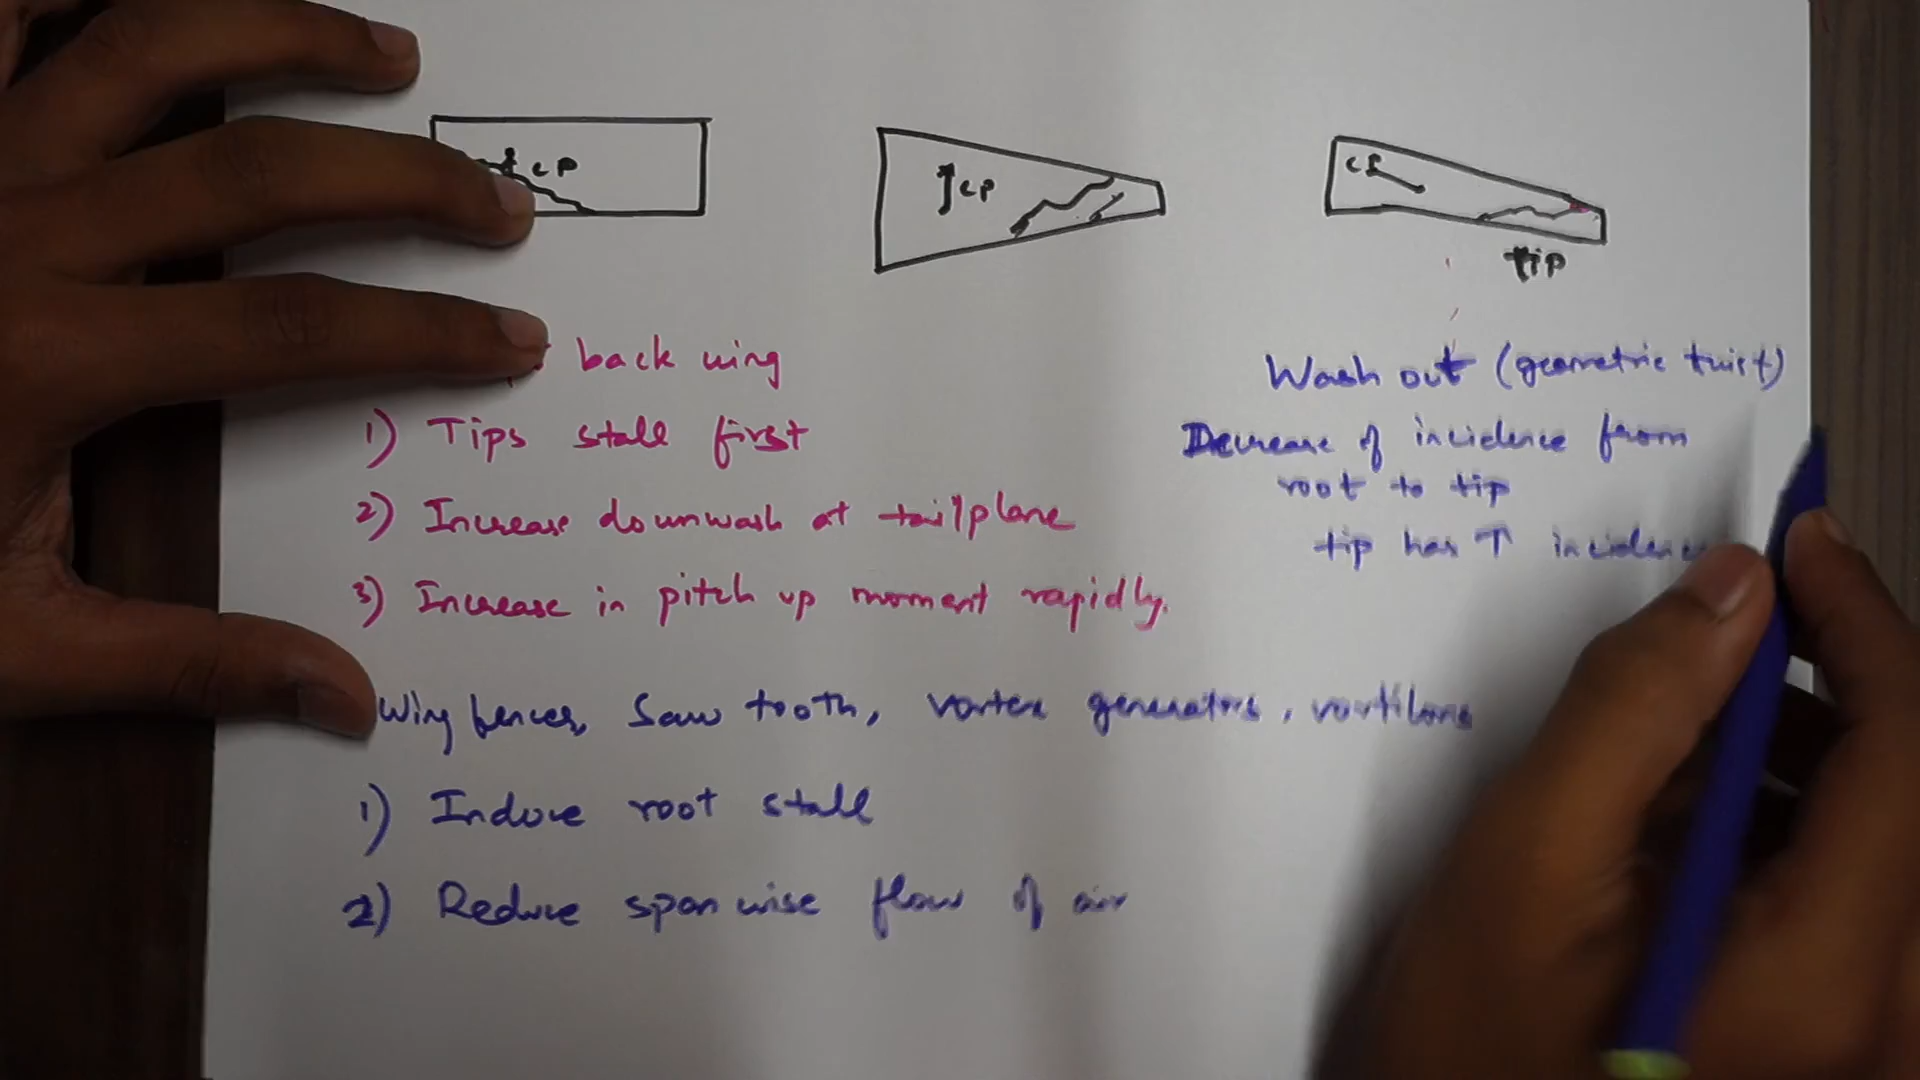 CP
CP
CP
tip
back wing
1) Tips stall first
2) Increase downwash at tailplane
3) Increase in pitch up moment rapidly.
Wash out (geometric twist)
Decrease of incidence from
root to tip
tip has ↑ incidence
Wing fences, Saw tooth, vortex generators, vortilons
1) Induce root stall
2) Reduce spanwise flow of air